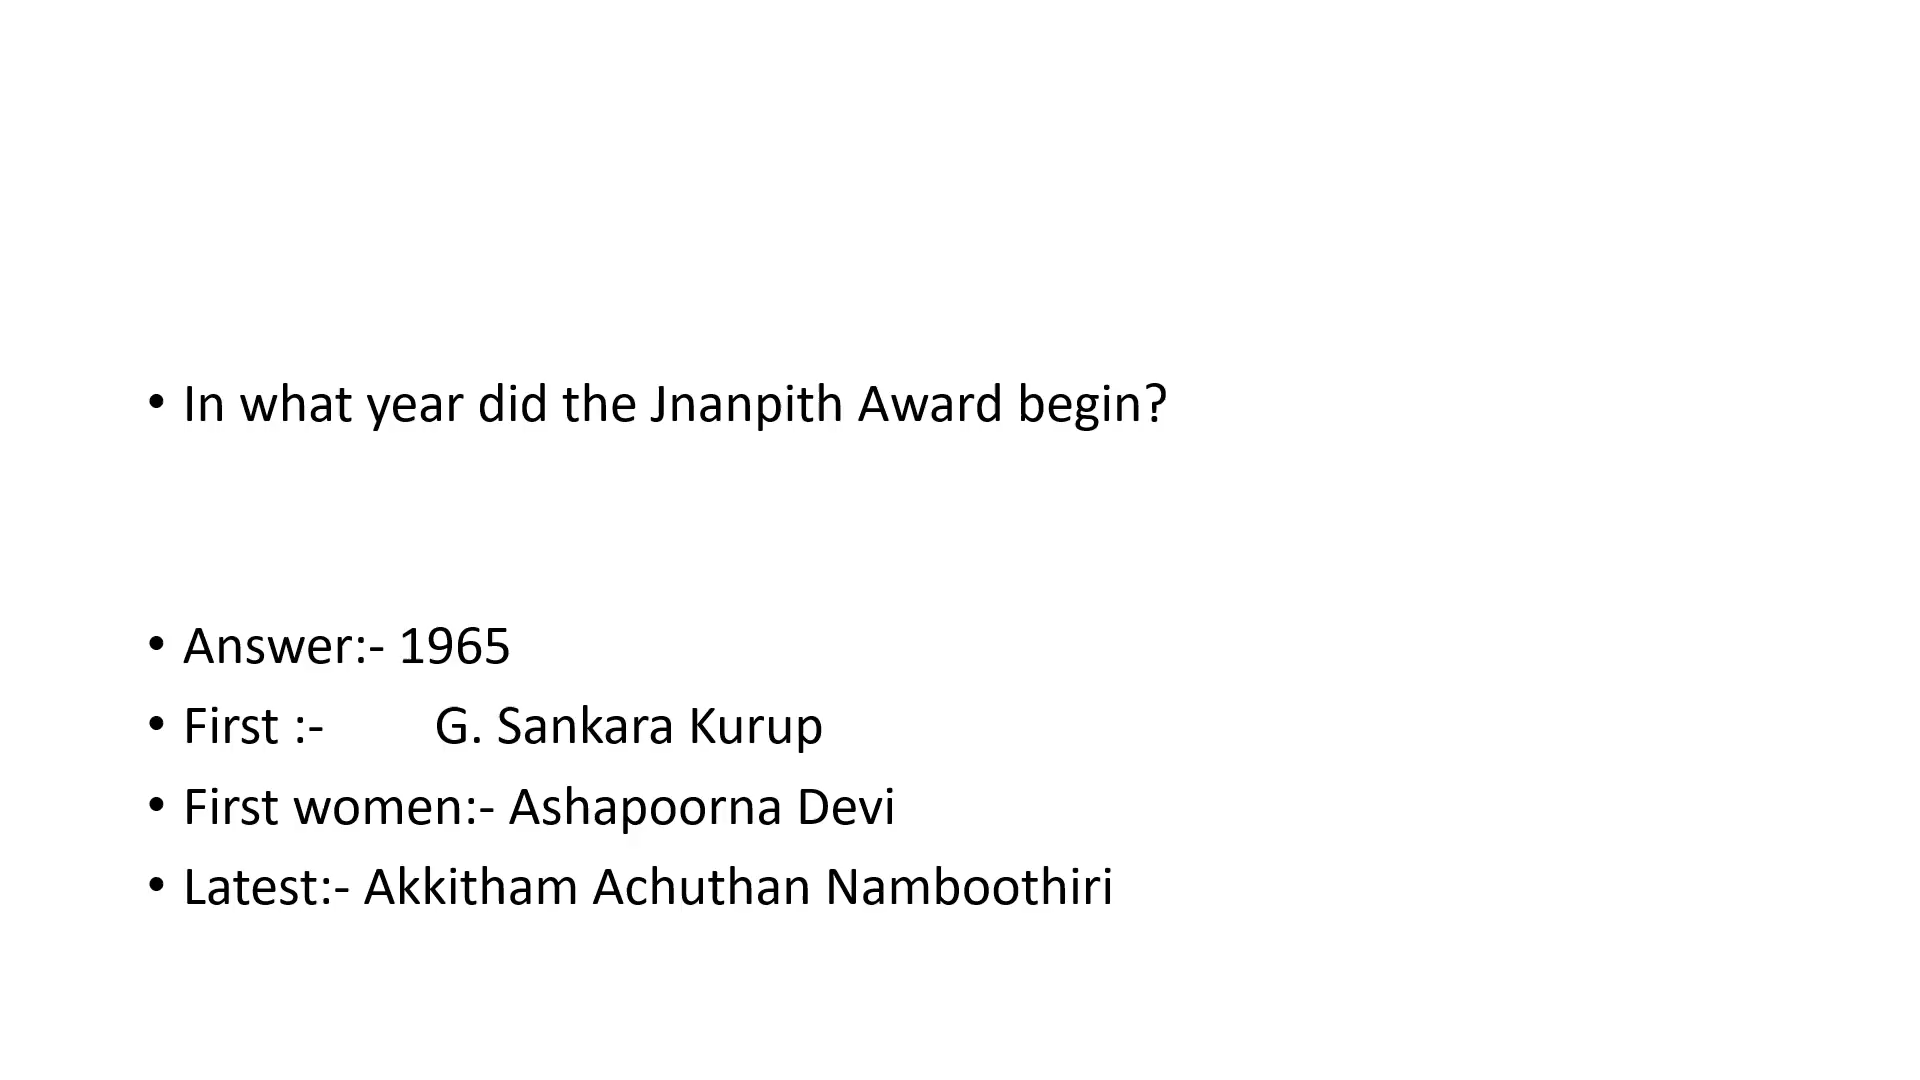 • In what year did the Jnanpith Award begin?
• Answer:- 1965
• First :- G. Sankara Kurup
• First women:- Ashapoorna Devi
• Latest:- Akkitham Achuthan Namboothiri